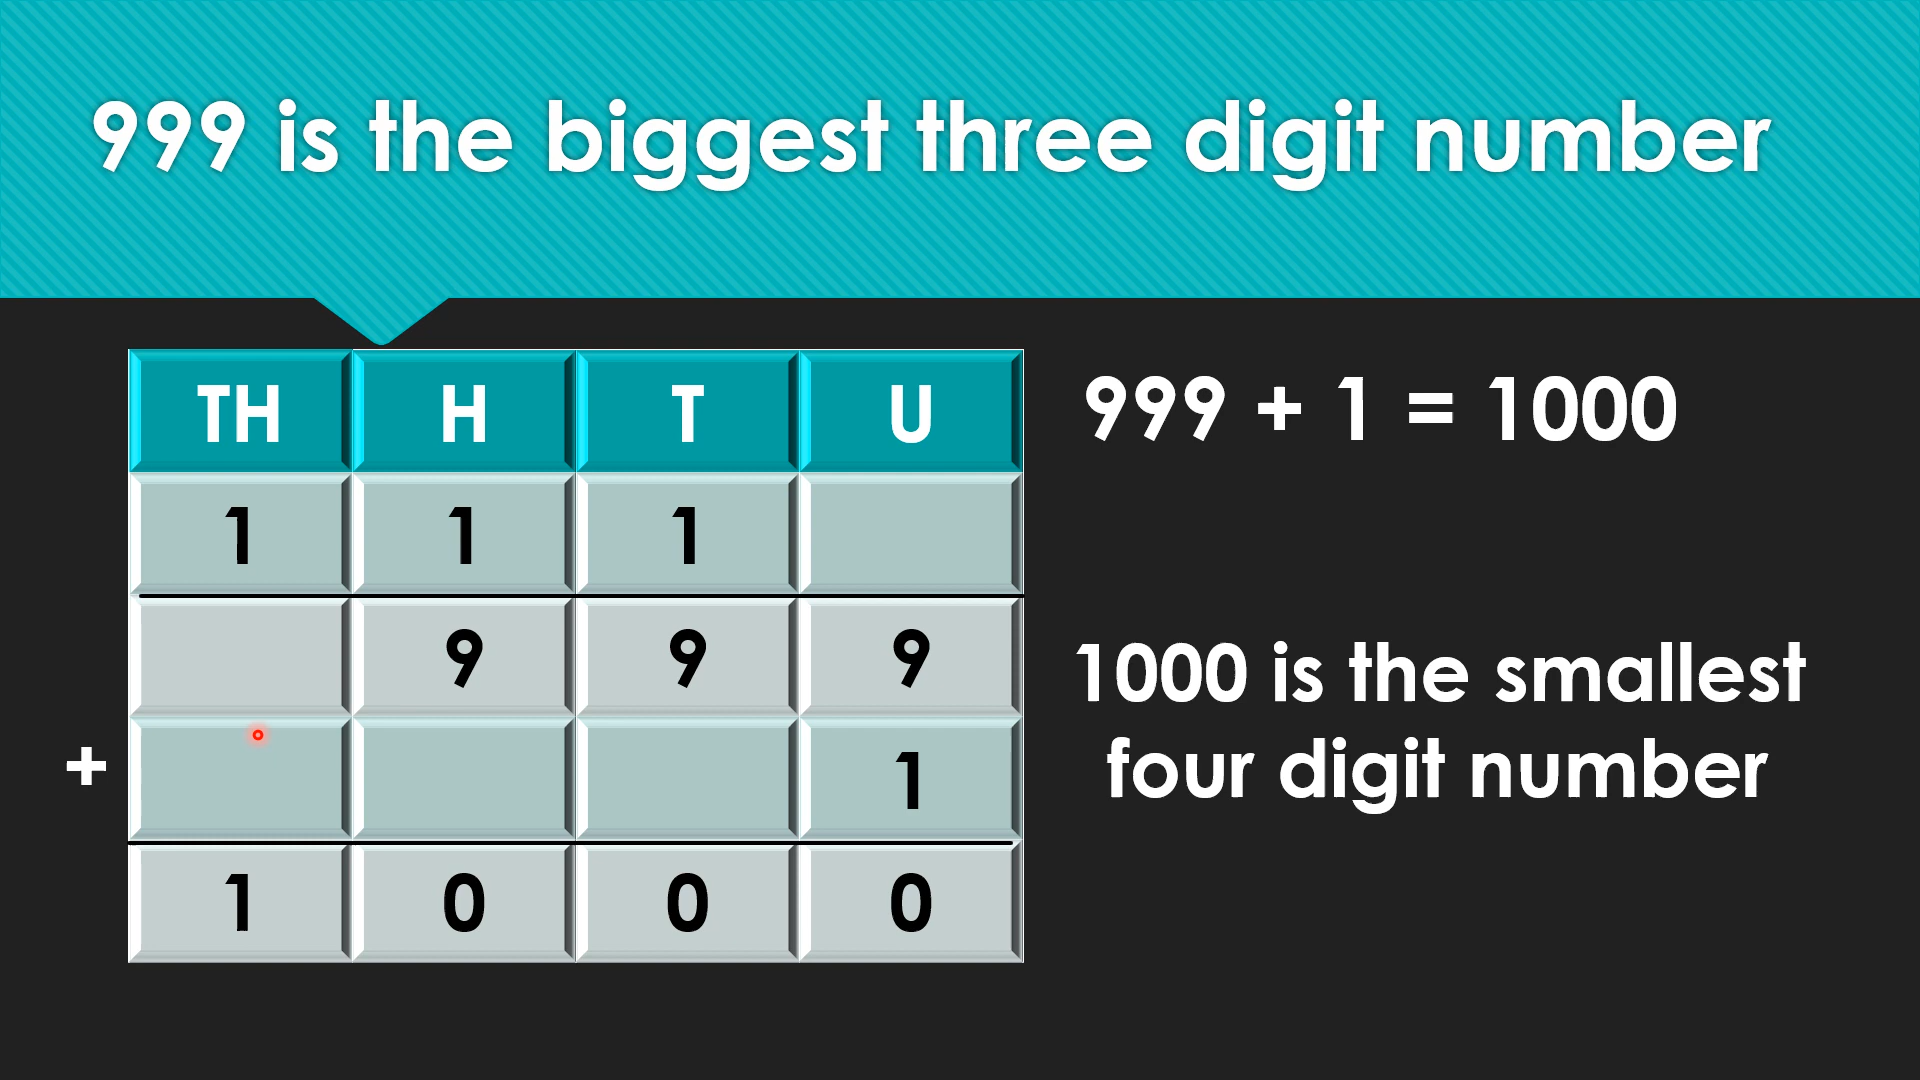 999 is the biggest three digit number
TH H T U
1 1 1
9 9 9
+ 1
1 0 0 0
999 + 1 = 1000
1000 is the smallest
four digit number